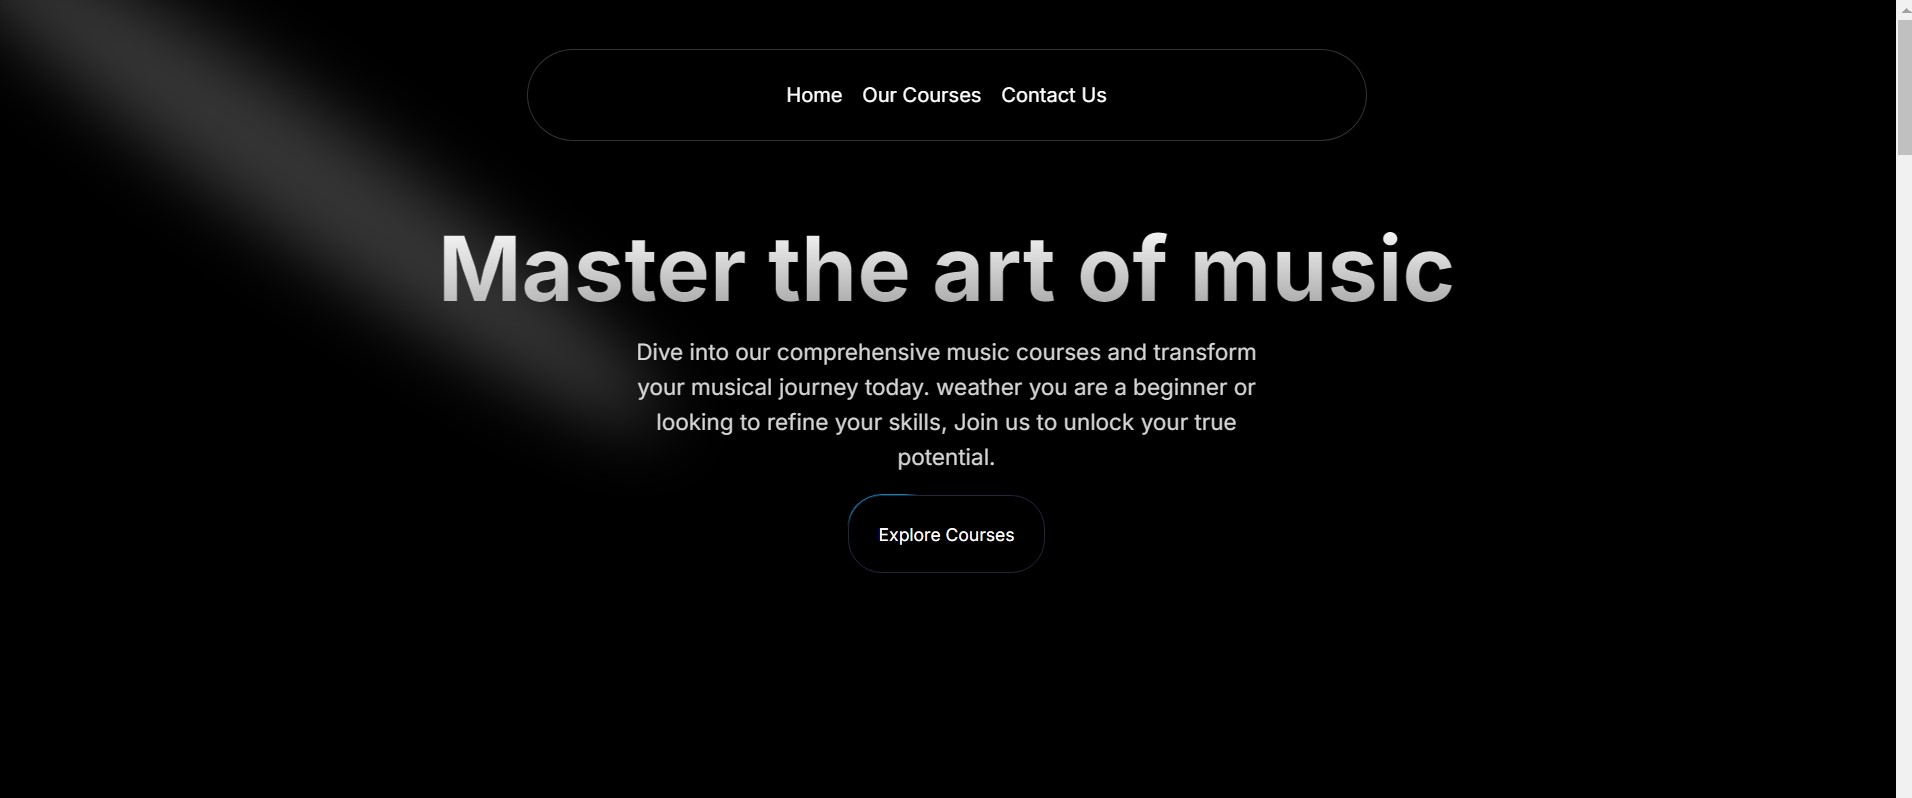 Home Our Courses Contact Us
Master the art of music
Dive into our comprehensive music courses and transform
your musical journey today. weather you are a beginner or
looking to refine your skills, Join us to unlock your true
potential.
Explore Courses